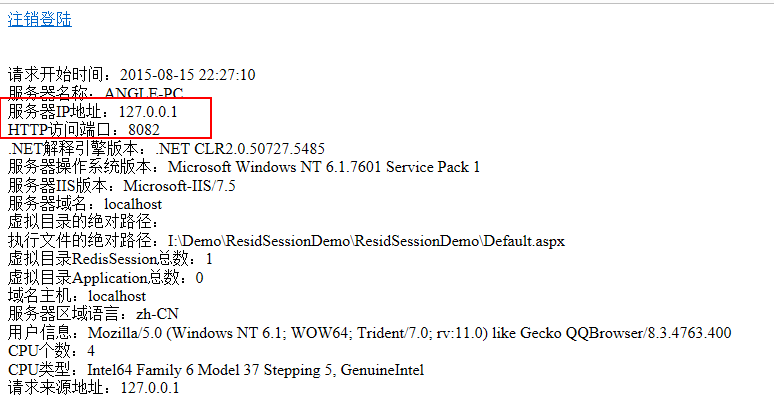 注销登陆
请求开始时间：2015-08-15 22:27:10
服务器名称：ANGLE-PC
服务器IP地址：127.0.0.1
HTTP访问端口：8082
.NET解释引擎版本：.NET CLR2.0.50727.5485
服务器操作系统版本：Microsoft Windows NT 6.1.7601 Service Pack 1
服务器IIS版本：Microsoft-IIS/7.5
服务器域名：localhost
虚拟目录的绝对路径：
执行文件的绝对路径：I:\Demo\ResidSessionDemo\ResidSessionDemo\Default.aspx
虚拟目录RedisSession总数：1
虚拟目录Application总数：0
域名主机：localhost
服务器区域语言：zh-CN
用户信息：Mozilla/5.0 (Windows NT 6.1; WOW64; Trident/7.0; rv:11.0) like Gecko QQBrowser/8.3.4763.400
CPU个数：4
CPU类型：Intel64 Family 6 Model 37 Stepping 5, GenuineIntel
请求来源地址：127.0.0.1